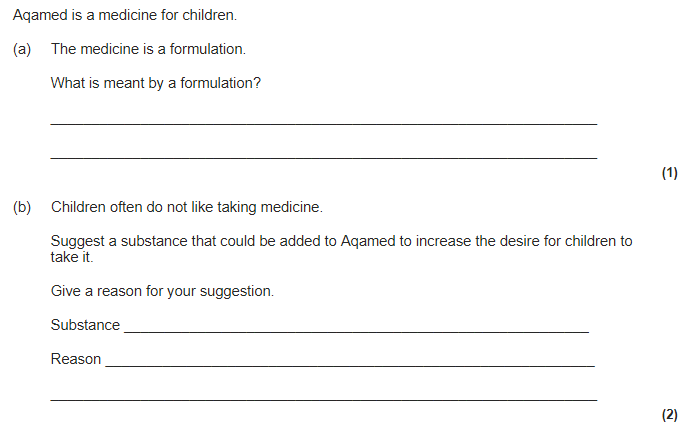 Aqamed is a medicine for children.
(a) The medicine is a formulation.
What is meant by a formulation?
(1)
(b) Children often do not like taking medicine.
Suggest a substance that could be added to Aqamed to increase the desire for children to
take it.
Give a reason for your suggestion.
Substance
Reason
(2)